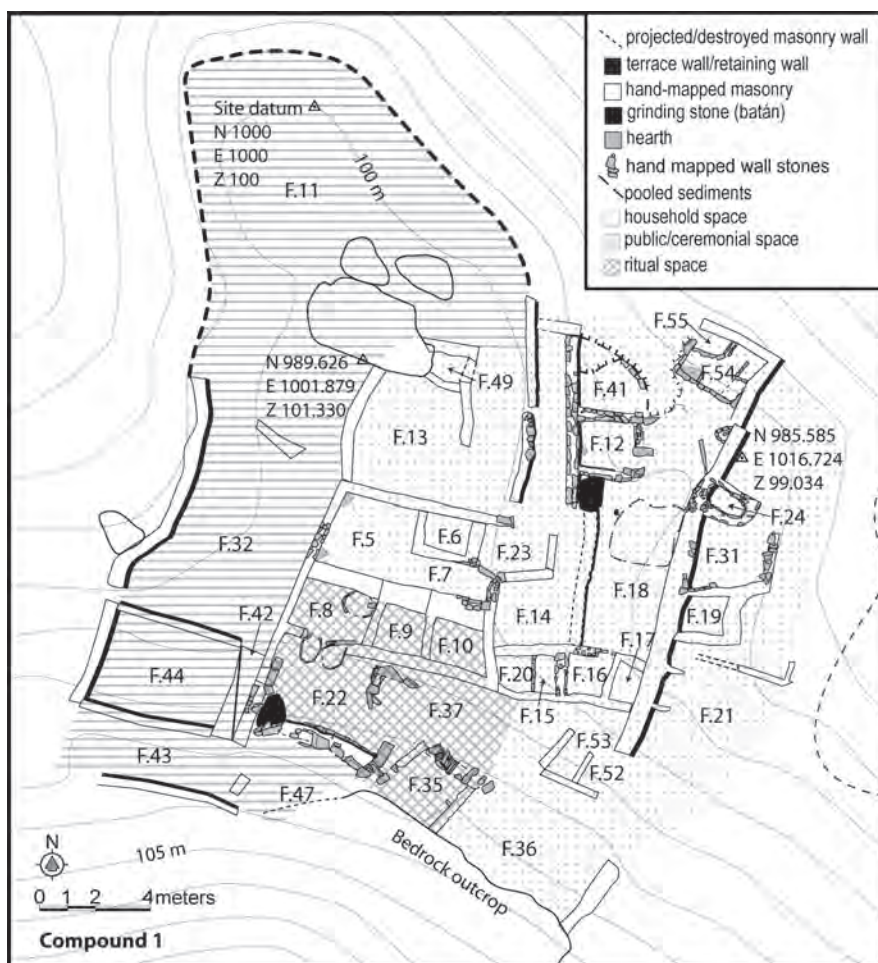 projected/destroyed masonry wall
terrace wall/retaining wall
hand-mapped masonry
grinding stone (batán)
hearth
hand mapped wall stones
pooled sediments
household space
public/ceremonial space
ritual space
Site datum
N 1000
E 1000
Z 100
100 m
F.11
F.55
F.54
N 989.626
E 1001.879
Z 101.330
F.49
F.41
F.13
F.12
N 985.585
E 1016.724
Z 99.034
F.24
F.32
F.5
F.6
F.23
F.31
F.7
F.18
F.42
F.8
F.14
F.19
F.9
F.10
F.17
F.44
F.20
F.16
F.15
F.21
F.22
F.37
F.43
F.53
F.52
F.35
F.47
F.36
N
105 m
Bedrock outcrop
0 1 2 4 meters
Compound 1